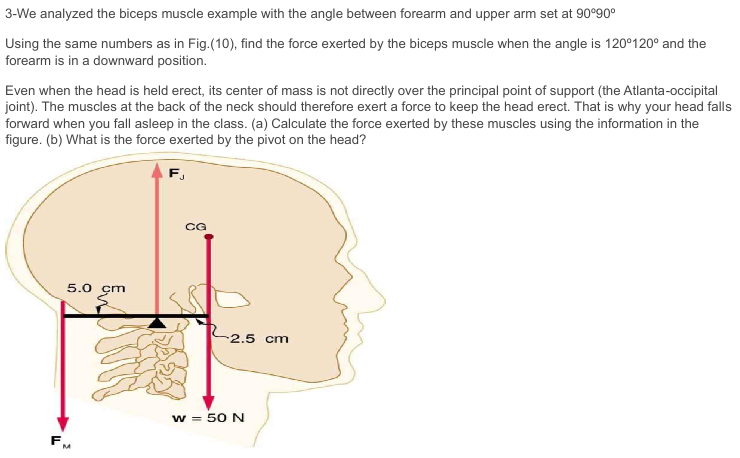 3-We analyzed the biceps muscle example with the angle between forearm and upper arm set at 90º90º
Using the same numbers as in Fig.(10), find the force exerted by the biceps muscle when the angle is 120º120º and the
forearm is in a downward position.
Even when the head is held erect, its center of mass is not directly over the principal point of support (the Atlanta-occipital
joint). The muscles at the back of the neck should therefore exert a force to keep the head erect. That is why your head falls
forward when you fall asleep in the class. (a) Calculate the force exerted by these muscles using the information in the
figure. (b) What is the force exerted by the pivot on the head?
FJ
CG
5.0 cm
2.5 cm
w = 50 N
FM